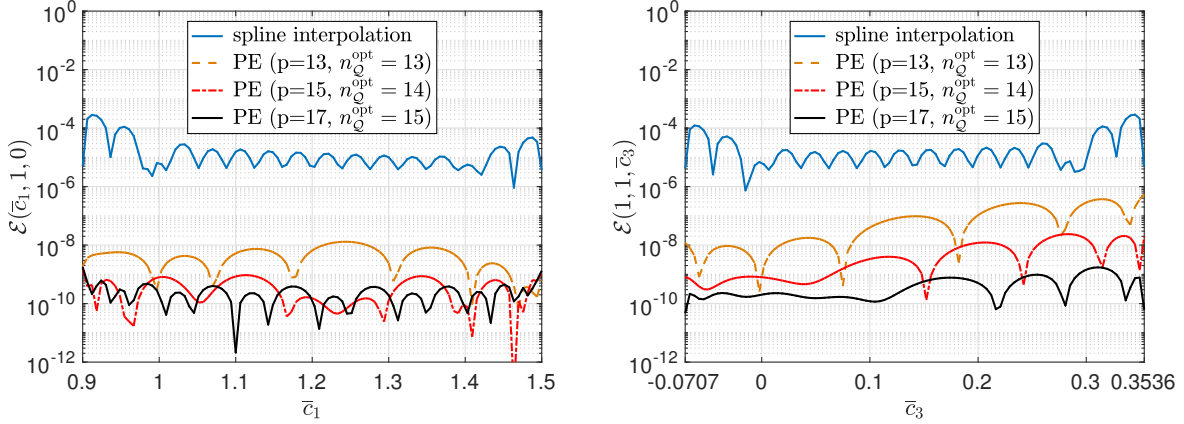 10^0
10^-2
10^-4
10^-6
10^-8
10^-10
10^-12
ℰ(c̅₁, 1, 0)
spline interpolation
PE (p=13, n_𝒬^opt = 13)
PE (p=15, n_𝒬^opt = 14)
PE (p=17, n_𝒬^opt = 15)
0.9 1 1.1 1.2 1.3 1.4 1.5
c̅₁
10^0
10^-2
10^-4
10^-6
10^-8
10^-10
10^-12
ℰ(1, 1, c̅₃)
spline interpolation
PE (p=13, n_𝒬^opt = 13)
PE (p=15, n_𝒬^opt = 14)
PE (p=17, n_𝒬^opt = 15)
-0.0707 0 0.1 0.2 0.3 0.3536
c̅₃